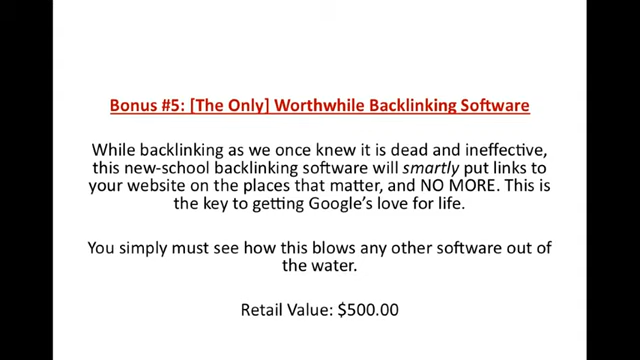 Bonus #5: [The Only] Worthwhile Backlinking Software
While backlinking as we once knew it is dead and ineffective,
this new-school backlinking software will smartly put links to
your website on the places that matter, and NO MORE. This is
the key to getting Google's love for life.
You simply must see how this blows any other software out of
the water.
Retail Value: $500.00